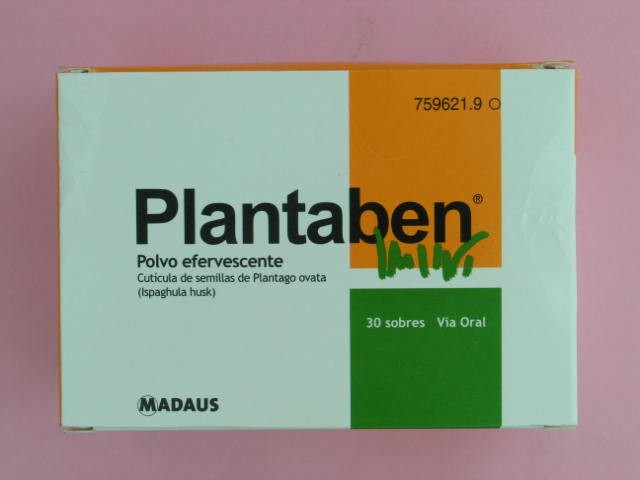 759621.9 O
Plantaben®
Polvo efervescente
Cutícula de semillas de Plantago ovata
(Ispaghula husk)
30 sobres Vía Oral
MADAUS